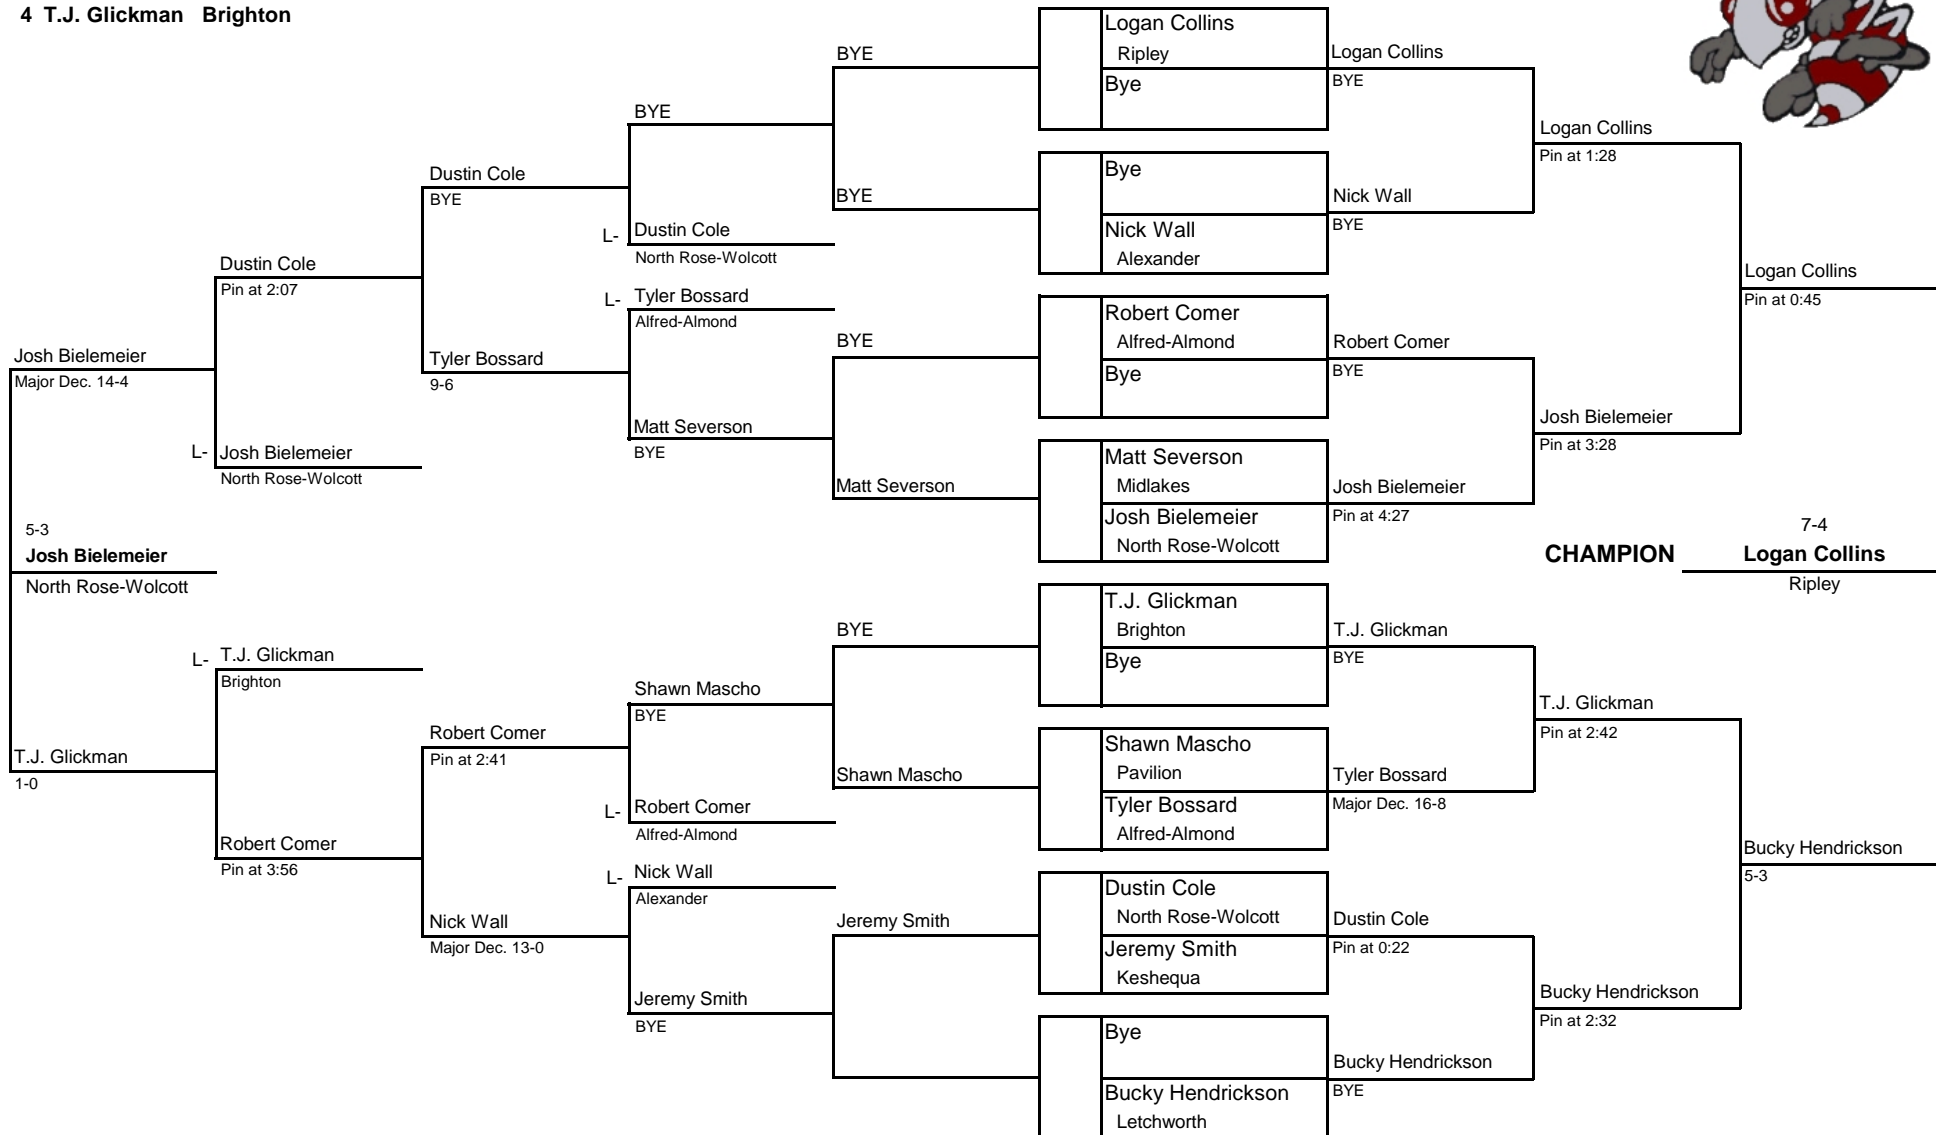 4 T.J. Glickman Brighton
Josh Bielemeier
Major Dec. 14-4
5-3
Josh Bielemeier
North Rose-Wolcott
T.J. Glickman
1-0
Dustin Cole
Pin at 2:07
L- Josh Bielemeier
North Rose-Wolcott
L- T.J. Glickman
Brighton
Robert Comer
Pin at 3:56
Dustin Cole
BYE
Tyler Bossard
9-6
Robert Comer
Pin at 2:41
Nick Wall
Major Dec. 13-0
BYE
L- Dustin Cole
North Rose-Wolcott
L- Tyler Bossard
Alfred-Almond
Matt Severson
BYE
Shawn Mascho
BYE
L- Robert Comer
Alfred-Almond
L- Nick Wall
Alexander
Jeremy Smith
BYE
BYE
BYE
BYE
Matt Severson
BYE
Shawn Mascho
Jeremy Smith
Logan Collins
Ripley
Bye
Bye
Nick Wall
Alexander
Robert Comer
Alfred-Almond
Bye
Matt Severson
Midlakes
Josh Bielemeier
North Rose-Wolcott
T.J. Glickman
Brighton
Bye
Shawn Mascho
Pavilion
Tyler Bossard
Alfred-Almond
Dustin Cole
North Rose-Wolcott
Jeremy Smith
Keshequa
Bye
Bucky Hendrickson
Letchworth
Logan Collins
BYE
Nick Wall
BYE
Robert Comer
BYE
Josh Bielemeier
Pin at 4:27
T.J. Glickman
BYE
Tyler Bossard
Major Dec. 16-8
Dustin Cole
Pin at 0:22
Bucky Hendrickson
BYE
Logan Collins
Pin at 1:28
Josh Bielemeier
Pin at 3:28
T.J. Glickman
Pin at 2:42
Bucky Hendrickson
Pin at 2:32
Logan Collins
Pin at 0:45
7-4
CHAMPION Logan Collins
Ripley
Bucky Hendrickson
5-3